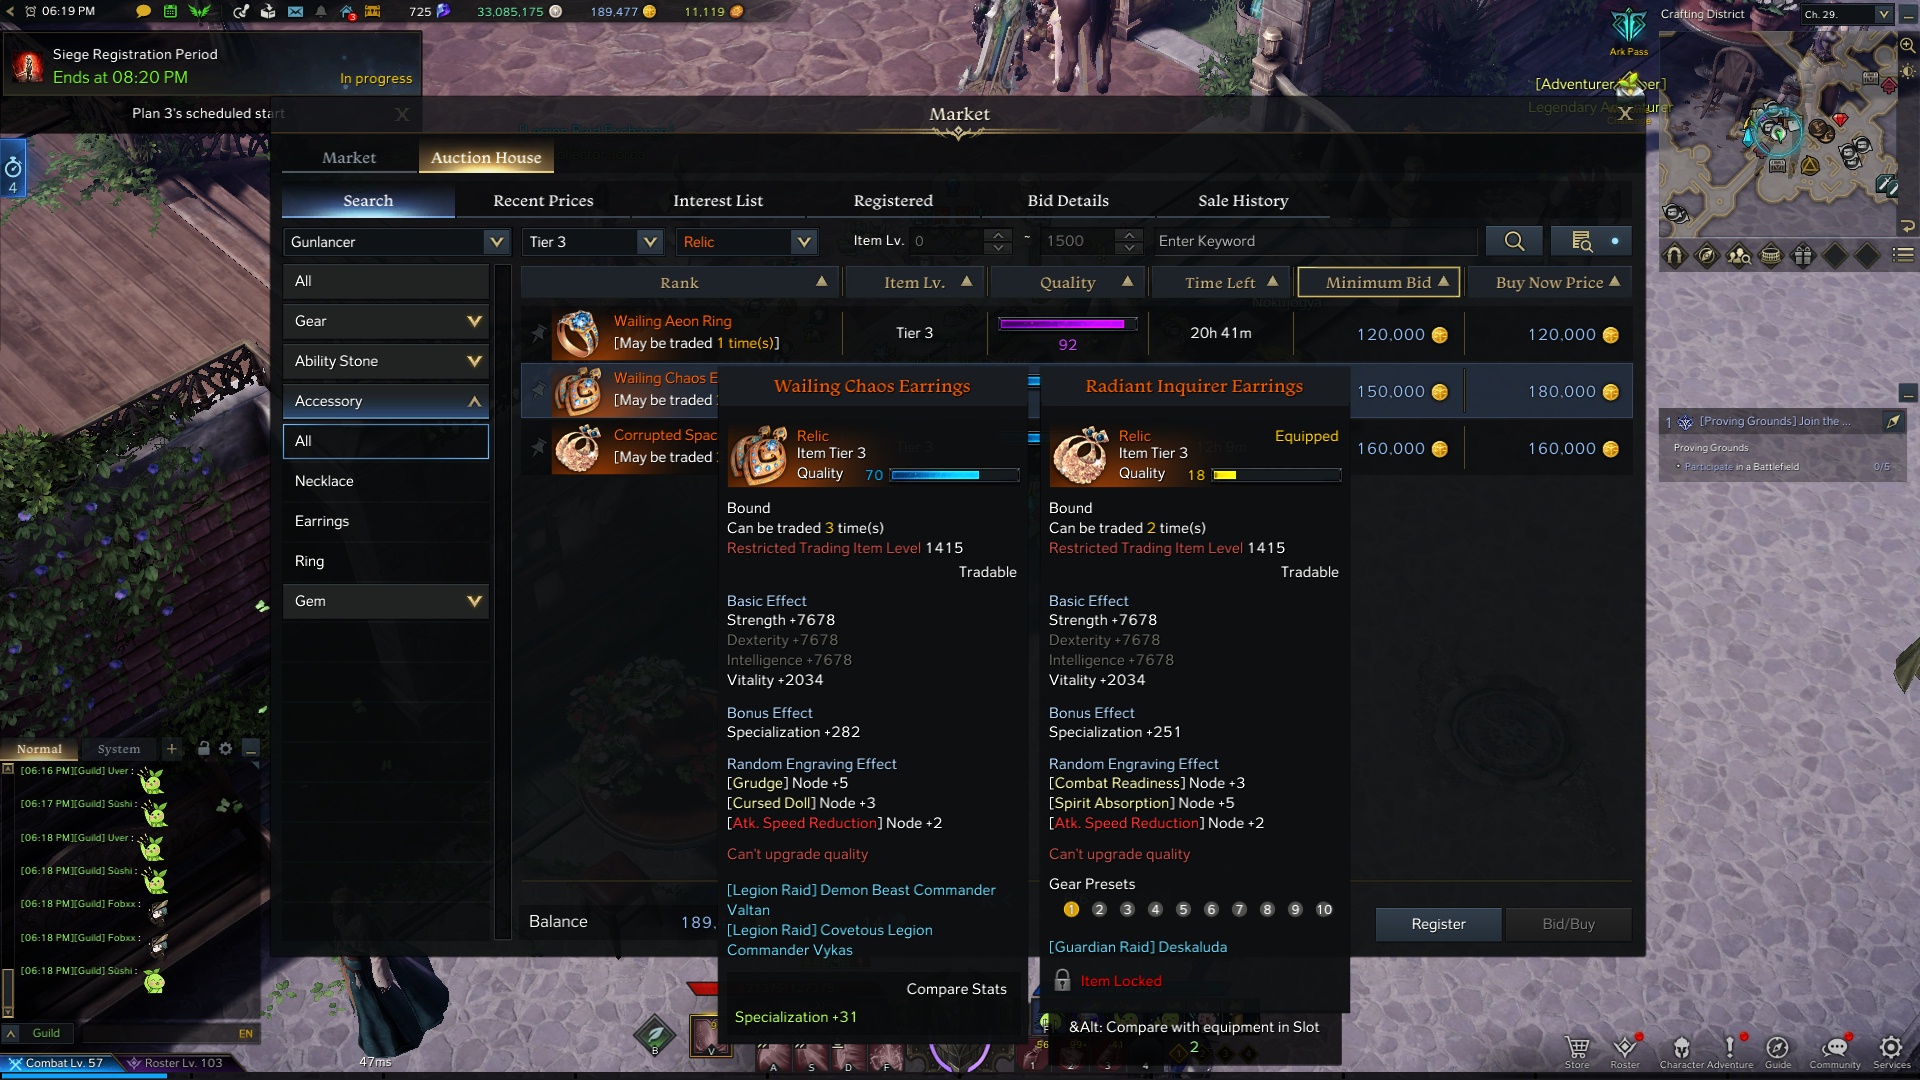 06:19 PM
3
725
33,085,175
189,477
11,119
Siege Registration Period
Ends at 08:20 PM
In progress
Plan 3's scheduled start
X
4
Ark Pass
Crafting District
Ch. 29.
Market
X
Market
Auction House
Search
Recent Prices
Interest List
Registered
Bid Details
Sale History
Gunlancer
Tier 3
Relic
Item Lv.
0
~
1500
Enter Keyword
All
Gear
Ability Stone
Accessory
All
Necklace
Earrings
Ring
Gem
Rank
Item Lv.
Quality
Time Left
Minimum Bid
Buy Now Price
Wailing Aeon Ring
[May be traded 1 time(s)]
Tier 3
92
20h 41m
120,000
120,000
Wailing Chaos E
[May be traded
150,000
180,000
Corrupted Spac
[May be traded
160,000
160,000
Wailing Chaos Earrings
Relic
Item Tier 3
Quality 70
Bound
Can be traded 3 time(s)
Restricted Trading Item Level 1415
Tradable
Basic Effect
Strength +7678
Dexterity +7678
Intelligence +7678
Vitality +2034
Bonus Effect
Specialization +282
Random Engraving Effect
[Grudge] Node +5
[Cursed Doll] Node +3
[Atk. Speed Reduction] Node +2
Can't upgrade quality
[Legion Raid] Demon Beast Commander
Valtan
[Legion Raid] Covetous Legion
Commander Vykas
Compare Stats
Specialization +31
Radiant Inquirer Earrings
Relic
Equipped
Item Tier 3
Quality 18
Bound
Can be traded 2 time(s)
Restricted Trading Item Level 1415
Tradable
Basic Effect
Strength +7678
Dexterity +7678
Intelligence +7678
Vitality +2034
Bonus Effect
Specialization +251
Random Engraving Effect
[Combat Readiness] Node +3
[Spirit Absorption] Node +5
[Atk. Speed Reduction] Node +2
Can't upgrade quality
Gear Presets
1 2 3 4 5 6 7 8 9 10
[Guardian Raid] Deskaluda
Item Locked
&Alt: Compare with equipment in Slot
2
Balance
189,
Register
Bid/Buy
1 [Proving Grounds] Join the ...
Proving Grounds
• Participate in a Battlefield 0/5
Normal
System
+
[06:16 PM][Guild] Uver :
[06:17 PM][Guild] Sùshi :
[06:18 PM][Guild] Uver :
[06:18 PM][Guild] Sùshi :
[06:18 PM][Guild] Fobxx :
[06:18 PM][Guild] Fobxx :
[06:18 PM][Guild] Sùshi :
Guild
EN
Combat Lv. 57
Roster Lv. 103
47ms
B
V
A
S
D
F
Store
Roster
Character
Adventure
Guide
Community
Services